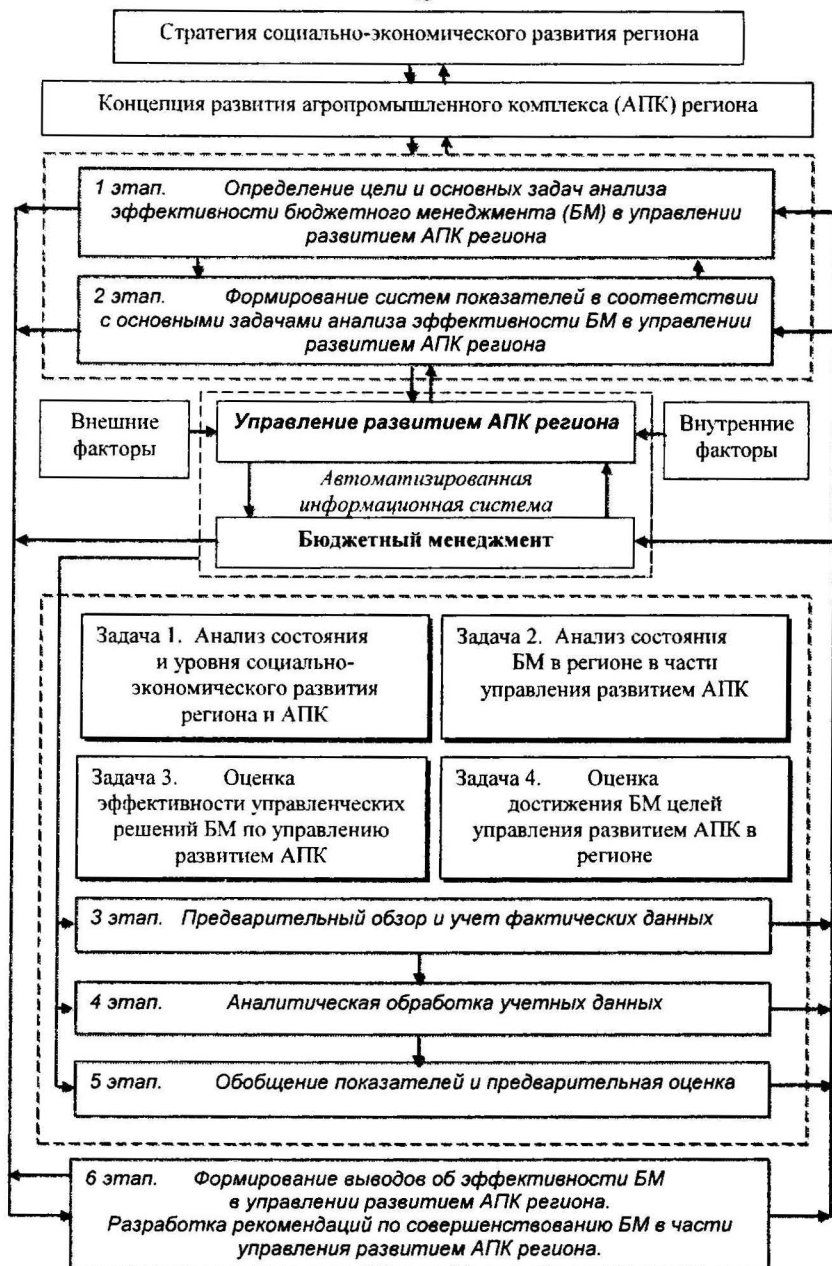 Стратегия социально-экономического развития региона
Концепция развития агропромышленного комплекса (АПК) региона
1 этап. Определение цели и основных задач анализа
эффективности бюджетного менеджмента (БМ) в управлении
развитием АПК региона
2 этап. Формирование систем показателей в соответствии
с основными задачами анализа эффективности БМ в управлении
развитием АПК региона
Внешние
факторы
Управление развитием АПК региона
Внутренние
факторы
Автоматизированная
информационная система
Бюджетный менеджмент
Задача 1. Анализ состояния
и уровня социально-
экономического развития
региона и АПК
Задача 2. Анализ состояния
БМ в регионе в части
управления развитием АПК
Задача 3. Оценка
эффективности управленческих
решений БМ по управлению
развитием АПК
Задача 4. Оценка
достижения БМ целей
управления развитием АПК в
регионе
3 этап. Предварительный обзор и учет фактических данных
4 этап. Аналитическая обработка учетных данных
5 этап. Обобщение показателей и предварительная оценка
6 этап. Формирование выводов об эффективности БМ
в управлении развитием АПК региона.
Разработка рекомендаций по совершенствованию БМ в части
управления развитием АПК региона.